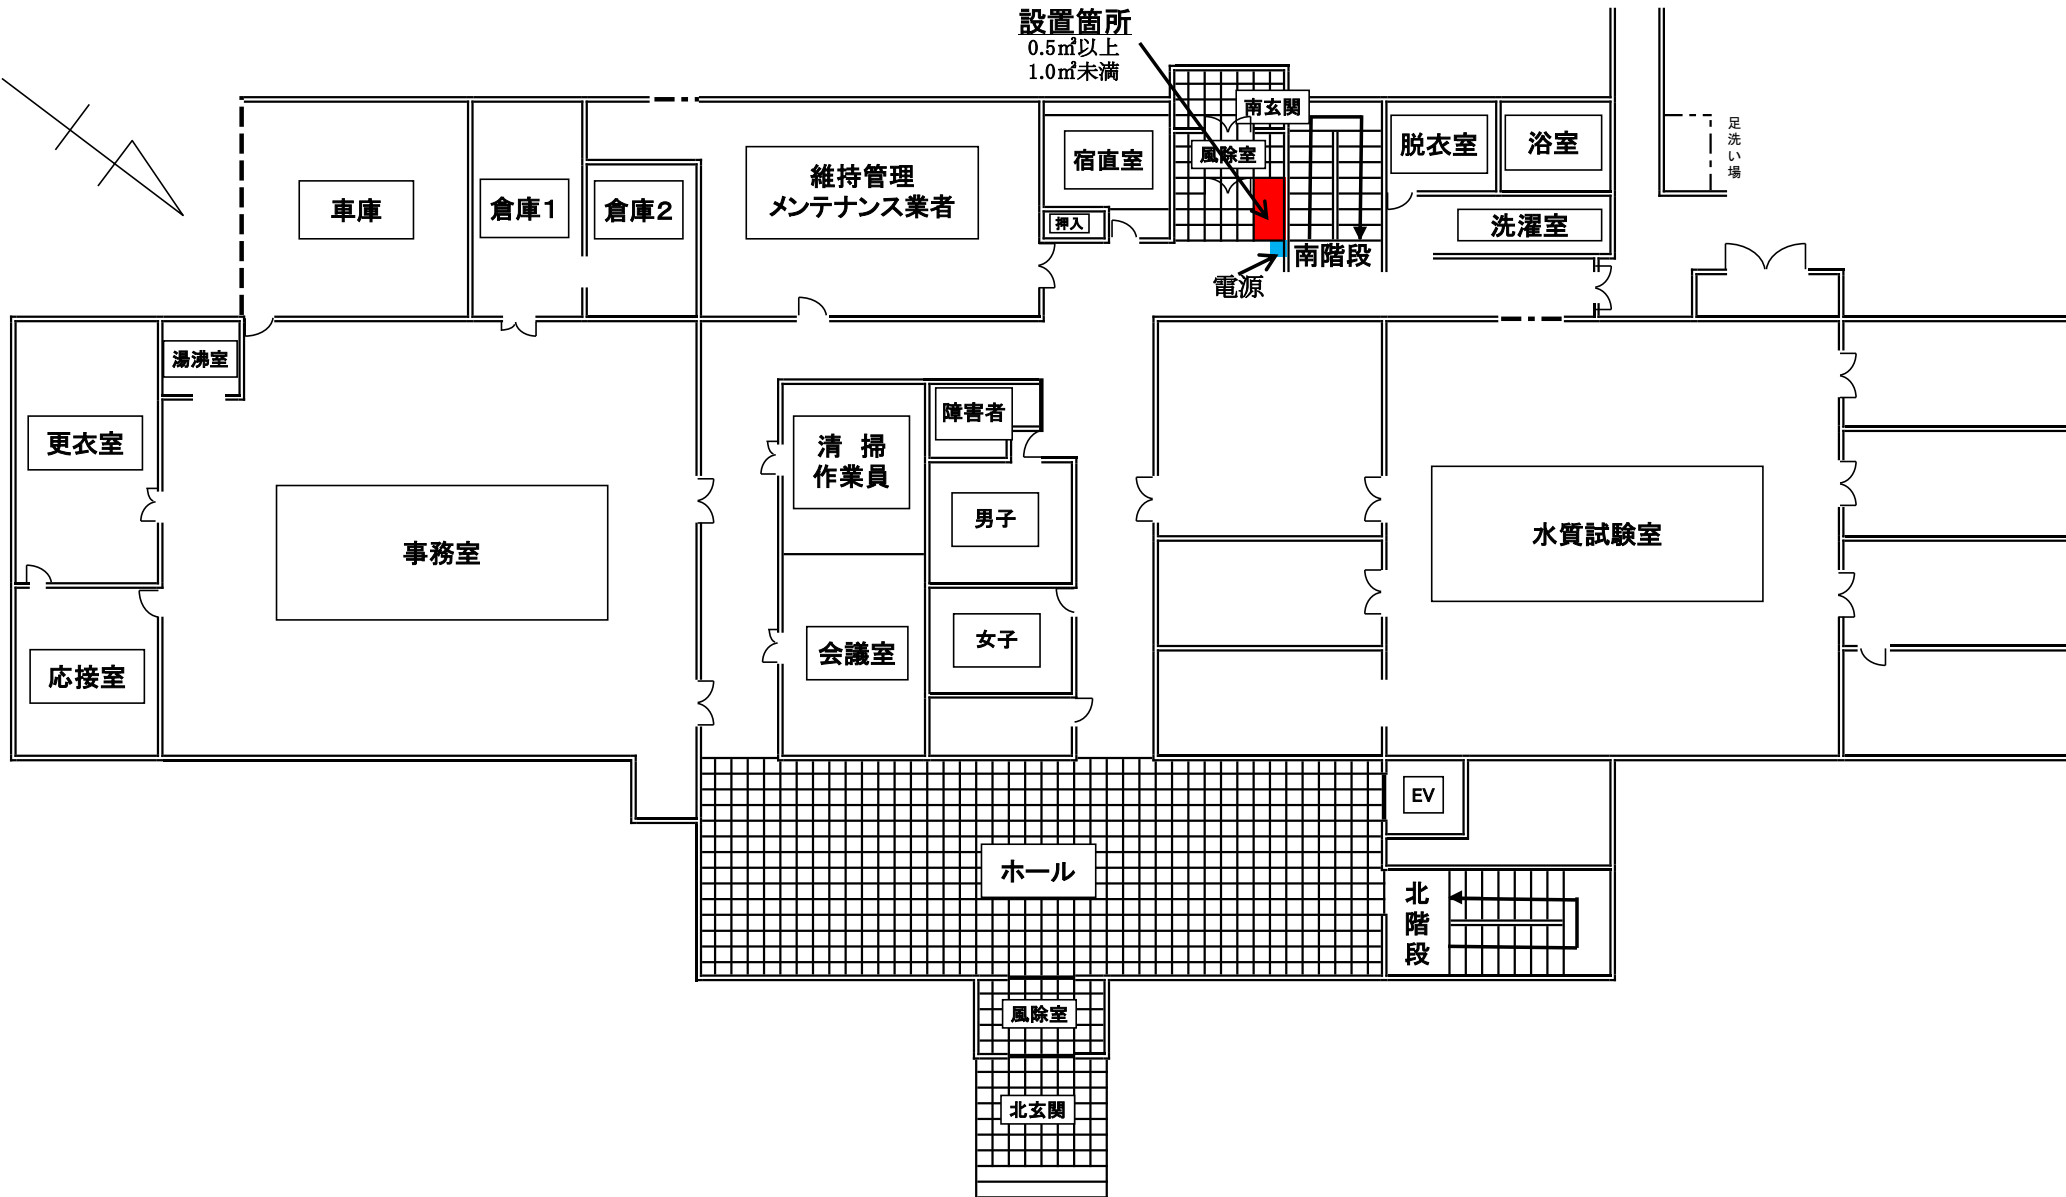 設置箇所
0.5㎡以上
1.0㎡未満
南玄関
風除室
宿直室
押入
脱衣室
浴室
洗濯室
足洗い場
車庫
倉庫１
倉庫２
維持管理
メンテナンス業者
南階段
電源
湯沸室
更衣室
事務室
応接室
清 掃
作業員
会議室
障害者
男子
女子
水質試験室
EV
ホール
北階段
風除室
北玄関